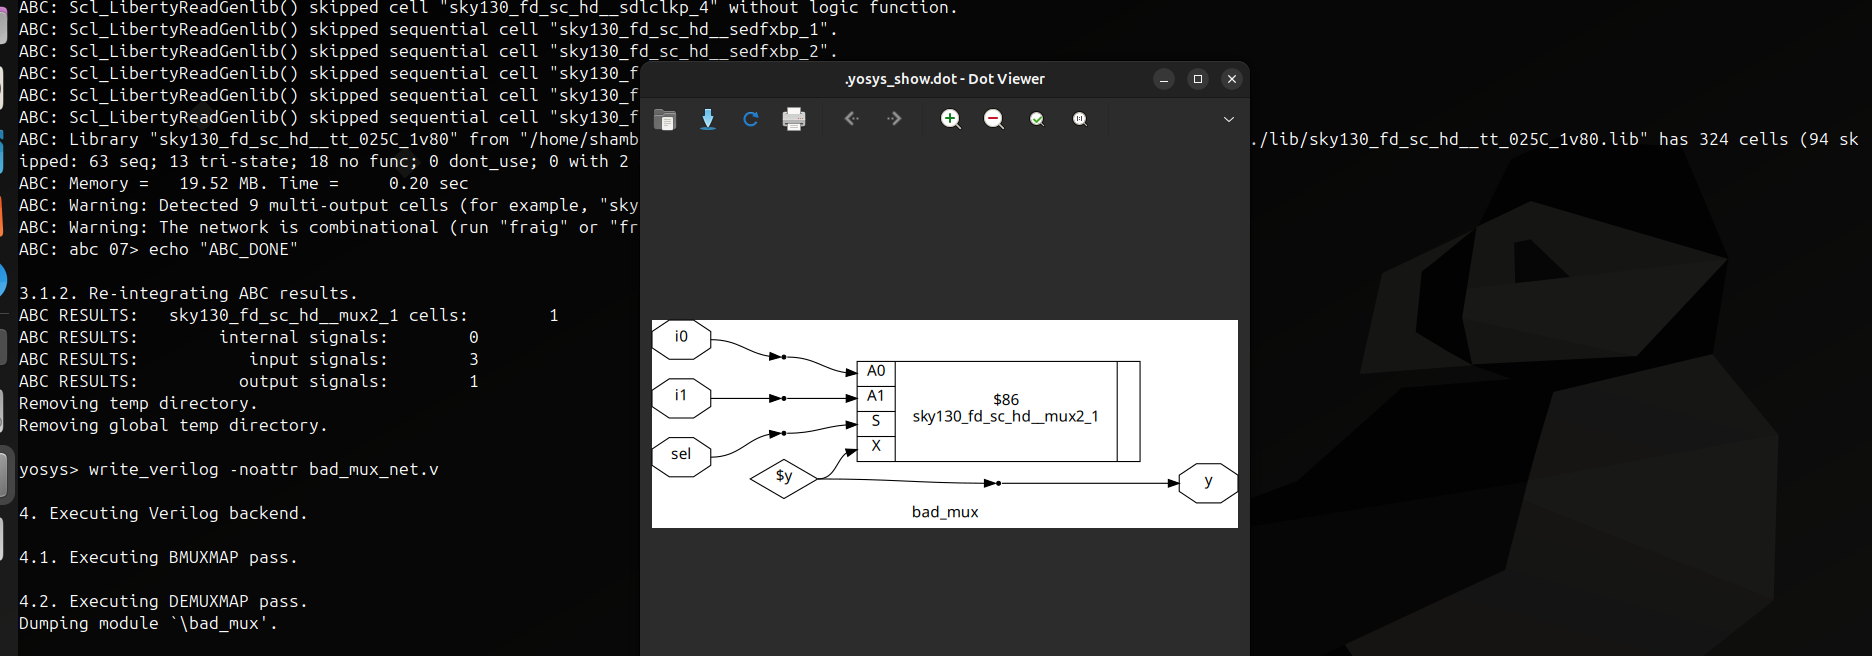 ABC: Scl_LibertyReadGenlib() skipped cell "sky130_fd_sc_hd__sdlclkp_4" without logic function.
ABC: Scl_LibertyReadGenlib() skipped sequential cell "sky130_fd_sc_hd__sedfxbp_1".
ABC: Scl_LibertyReadGenlib() skipped sequential cell "sky130_fd_sc_hd__sedfxbp_2".
ABC: Scl_LibertyReadGenlib() skipped sequential cell "sky130_f
ABC: Scl_LibertyReadGenlib() skipped sequential cell "sky130_f
ABC: Scl_LibertyReadGenlib() skipped sequential cell "sky130_f
ABC: Library "sky130_fd_sc_hd__tt_025C_1v80" from "/home/shamb
./lib/sky130_fd_sc_hd__tt_025C_1v80.lib" has 324 cells (94 sk
ipped: 63 seq; 13 tri-state; 18 no func; 0 dont_use; 0 with 2
ABC: Memory =   19.52 MB. Time =     0.20 sec
ABC: Warning: Detected 9 multi-output cells (for example, "sky
ABC: Warning: The network is combinational (run "fraig" or "fr
ABC: abc 07> echo "ABC_DONE"
3.1.2. Re-integrating ABC results.
ABC RESULTS:   sky130_fd_sc_hd__mux2_1 cells:        1
ABC RESULTS:        internal signals:        0
ABC RESULTS:           input signals:        3
ABC RESULTS:          output signals:        1
Removing temp directory.
Removing global temp directory.
yosys> write_verilog -noattr bad_mux_net.v
4. Executing Verilog backend.
4.1. Executing BMUXMAP pass.
4.2. Executing DEMUXMAP pass.
Dumping module `\bad_mux'.
.yosys_show.dot - Dot Viewer
i0
i1
sel
A0
A1
S
X
$86
sky130_fd_sc_hd__mux2_1
$y
y
bad_mux